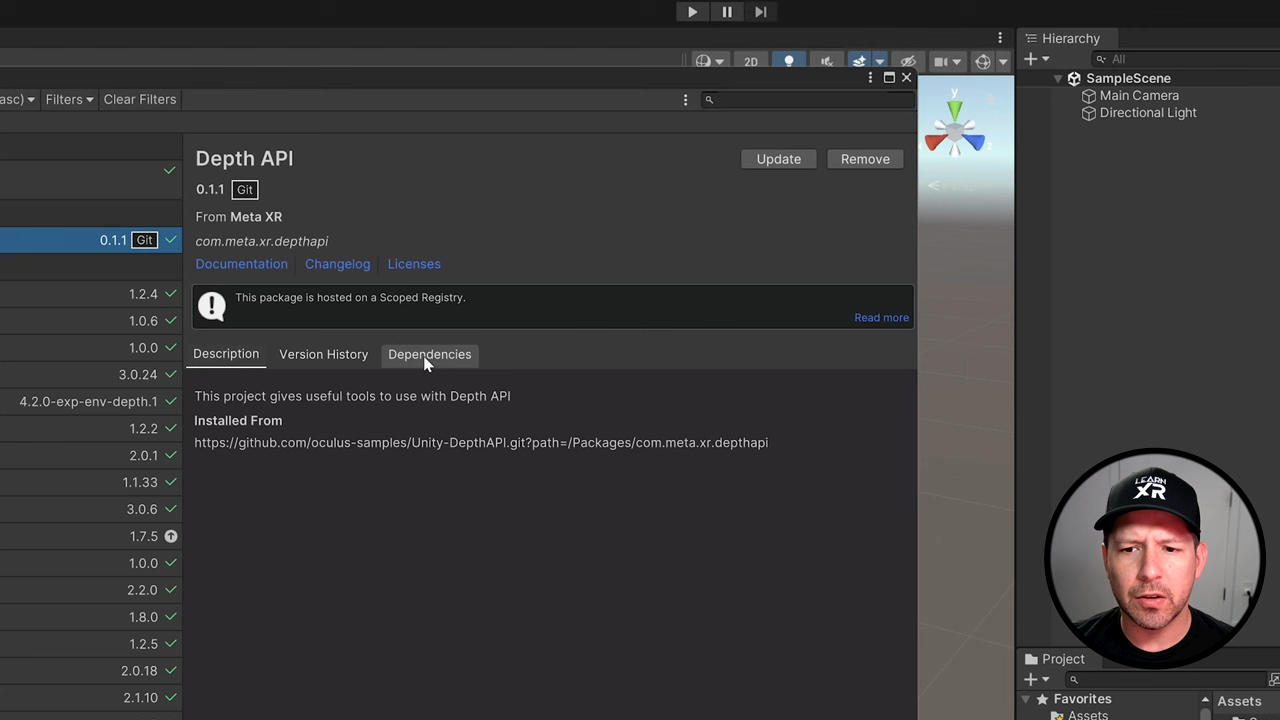 Hierarchy
2D
All
SampleScene
Main Camera
Directional Light
asc)
Filters
Clear Filters
Depth API
Update
Remove
0.1.1 Git
From Meta XR
com.meta.xr.depthapi
Documentation
Changelog
Licenses
This package is hosted on a Scoped Registry.
Read more
Description
Version History
Dependencies
This project gives useful tools to use with Depth API
Installed From
https://github.com/oculus-samples/Unity-DepthAPI.git?path=/Packages/com.meta.xr.depthapi
0.1.1 Git
1.2.4
1.0.6
1.0.0
3.0.24
4.2.0-exp-env-depth.1
1.2.2
2.0.1
1.1.33
3.0.6
1.7.5
1.0.0
2.2.0
1.8.0
1.2.5
2.0.18
2.1.10
y
z
LEARN
XR
Project
Favorites
Assets
Assets